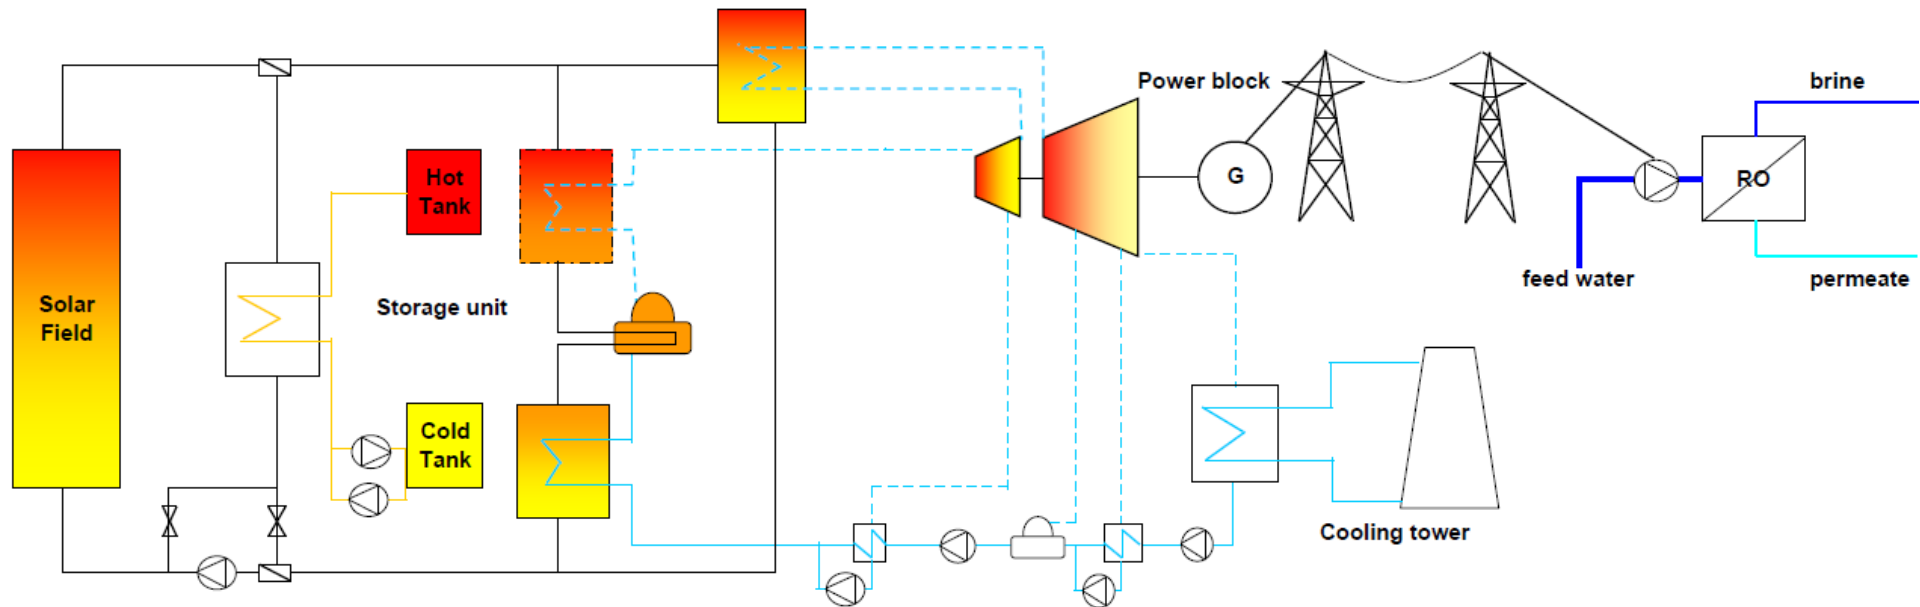 Power block
brine
Hot
Tank
G
RO
Solar
Field
Storage unit
feed water
permeate
Cold
Tank
Cooling tower